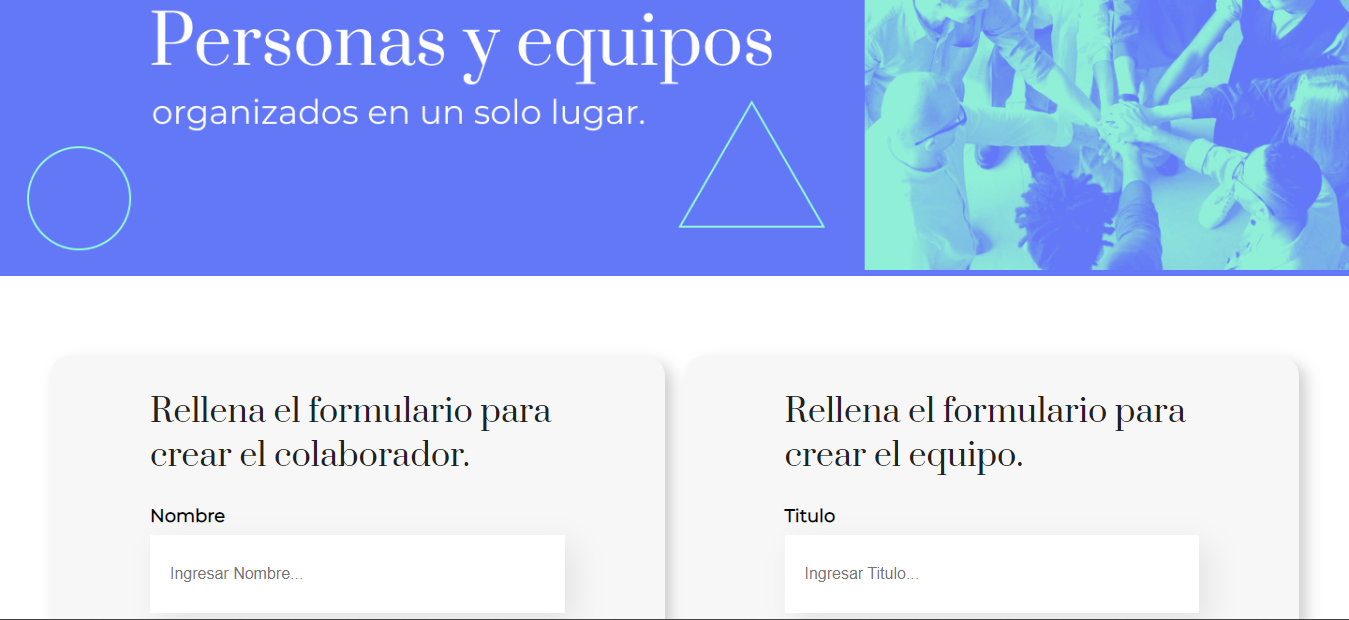 Personas y equipos
organizados en un solo lugar.
Rellena el formulario para
crear el colaborador.
Nombre
Ingresar Nombre...
Rellena el formulario para
crear el equipo.
Titulo
Ingresar Titulo...